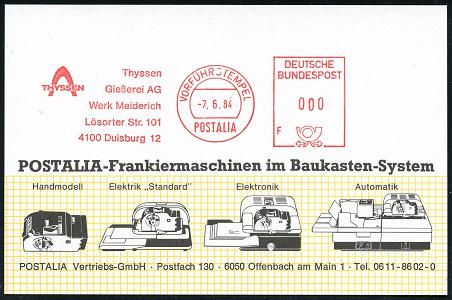 THYSSEN
Thyssen
Gießerei AG
Werk Meiderich
Lösorter Str. 101
4100 Duisburg 12
VORFÜHRSTEMPEL
-7. 6. 84
POSTALIA
DEUTSCHE
BUNDESPOST
000
F
POSTALIA-Frankiermaschinen im Baukasten-System
Handmodell Elektrik „Standard" Elektronik Automatik
POSTALIA Vertriebs-GmbH · Postfach 130 · 6050 Offenbach am Main 1 · Tel. 0611-8602-0